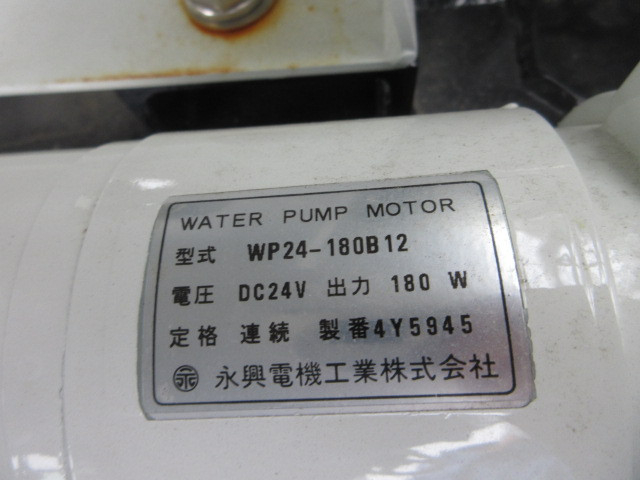 WATER PUMP MOTOR
型式 WP24-180B12
電圧 DC24V 出力 180 W
定格 連続 製番4Y5945
永興電機工業株式会社